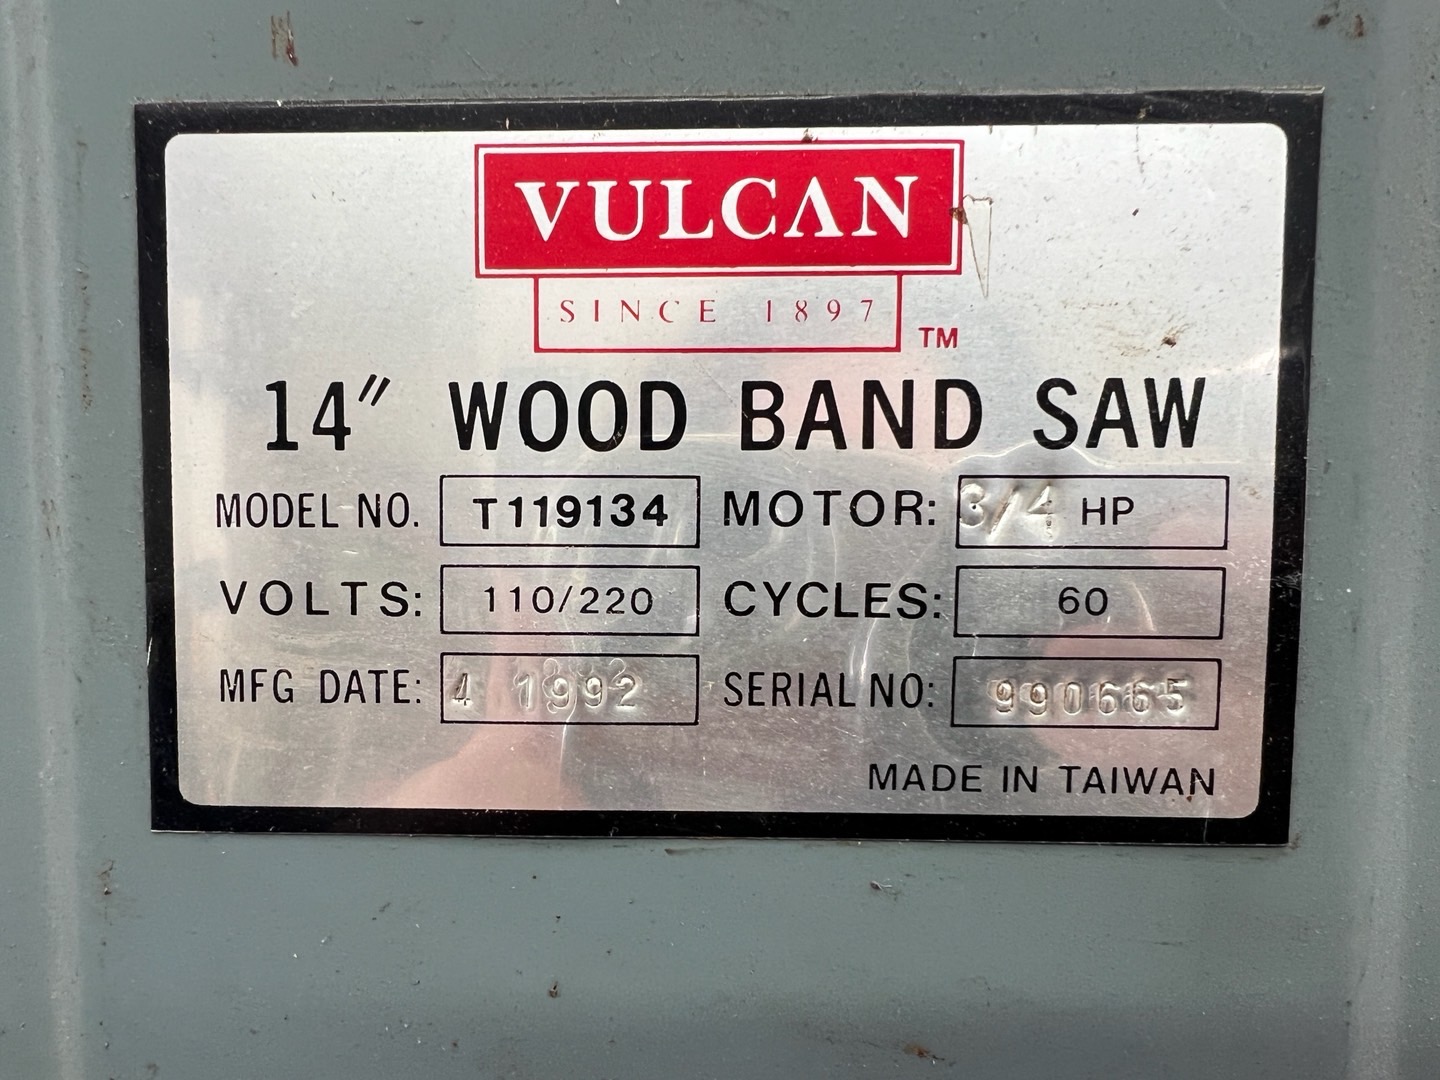 VULCAN
SINCE 1897
TM
14" WOOD BAND SAW
MODEL NO. T119134 MOTOR: 3/4 HP
VOLTS: 110/220 CYCLES: 60
MFG DATE: 4 1992 SERIAL NO: 990665
MADE IN TAIWAN